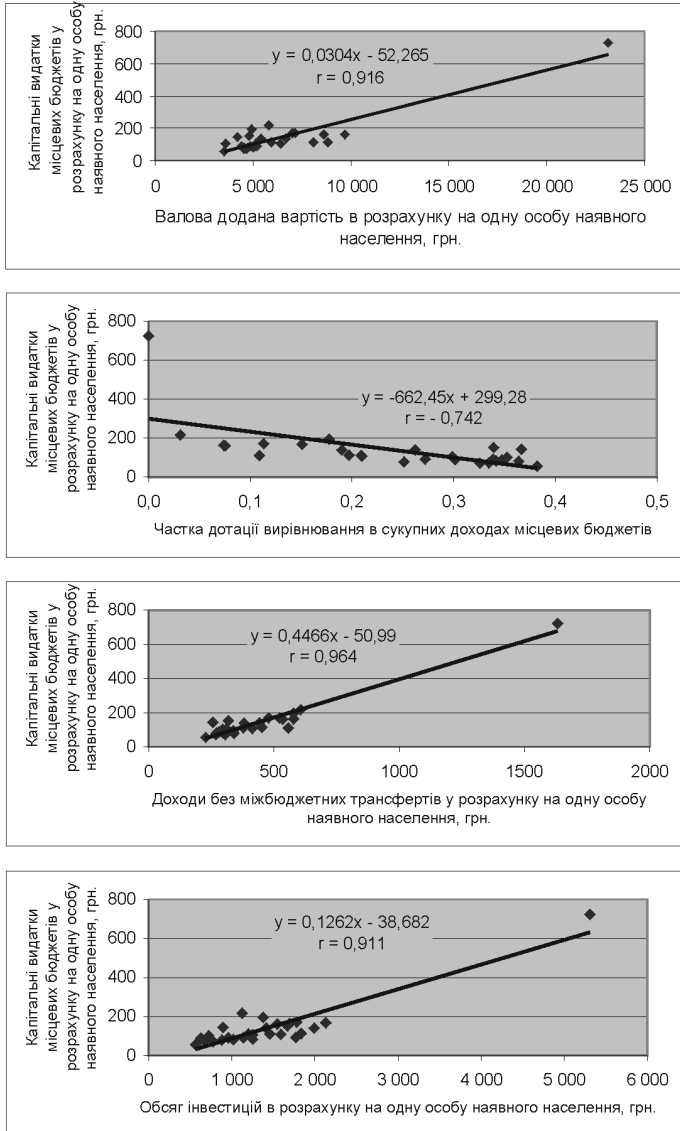 Капітальні видатки
місцевих бюджетів у
розрахунку на одну особу
наявного населення, грн.
800
600
400
200
0
y = 0,0304x - 52,265
r = 0,916
0
5 000
10 000
15 000
20 000
25 000
Валова додана вартість в розрахунку на одну особу наявного
населення, грн.
Капітальні видатки
місцевих бюджетів у
розрахунку на одну особу
наявного населення, грн.
800
600
400
200
0
y = -662,45x + 299,28
r = - 0,742
0,0
0,1
0,2
0,3
0,4
0,5
Частка дотації вирівнювання в сукупних доходах місцевих бюджетів
Капітальні видатки
місцевих бюджетів у
розрахунку на одну особу
наявного населення, грн.
800
600
400
200
0
y = 0,4466x - 50,99
r = 0,964
0
500
1000
1500
2000
Доходи без міжбюджетних трансфертів у розрахунку на одну особу
наявного населення, грн.
Капітальні видатки
місцевих бюджетів у
розрахунку на одну особу
наявного населення, грн.
800
600
400
200
0
y = 0,1262x - 38,682
r = 0,911
0
1 000
2 000
3 000
4 000
5 000
6 000
Обсяг інвестицій в розрахунку на одну особу наявного населення, грн.